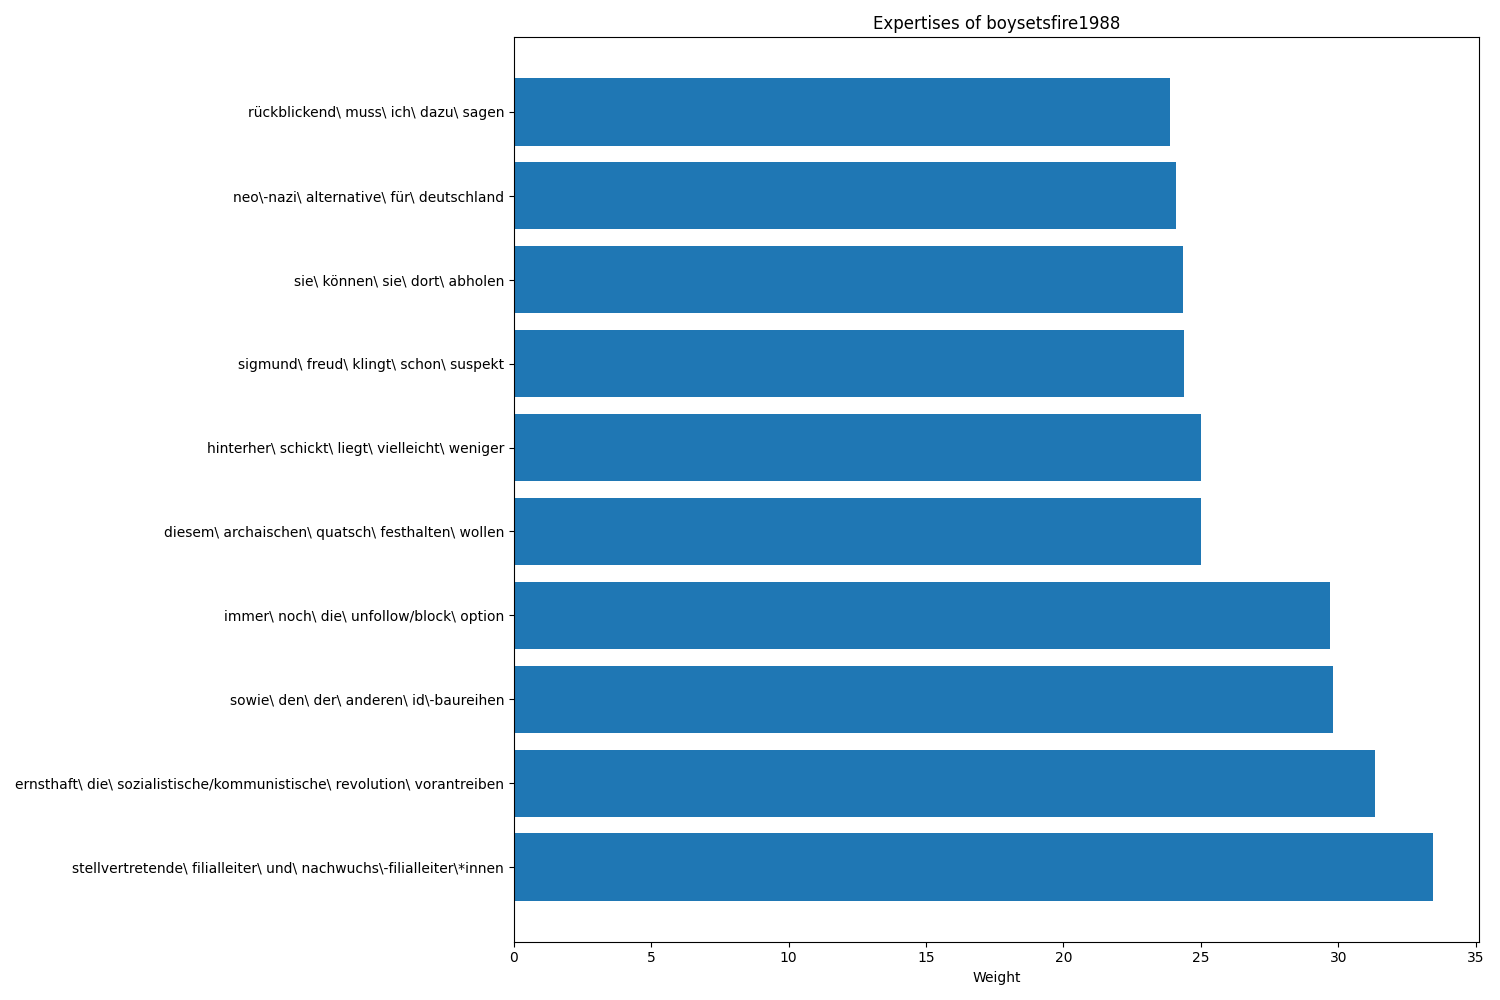 Expertises of boysetsfire1988
rückblickend\ muss\ ich\ dazu\ sagen
neo\-nazi\ alternative\ für\ deutschland
sie\ können\ sie\ dort\ abholen
sigmund\ freud\ klingt\ schon\ suspekt
hinterher\ schickt\ liegt\ vielleicht\ weniger
diesem\ archaischen\ quatsch\ festhalten\ wollen
immer\ noch\ die\ unfollow/block\ option
sowie\ den\ der\ anderen\ id\-baureihen
ernsthaft\ die\ sozialistische/kommunistische\ revolution\ vorantreiben
stellvertretende\ filialleiter\ und\ nachwuchs\-filialleiter\*innen
0 5 10 15 20 25 30 35
Weight